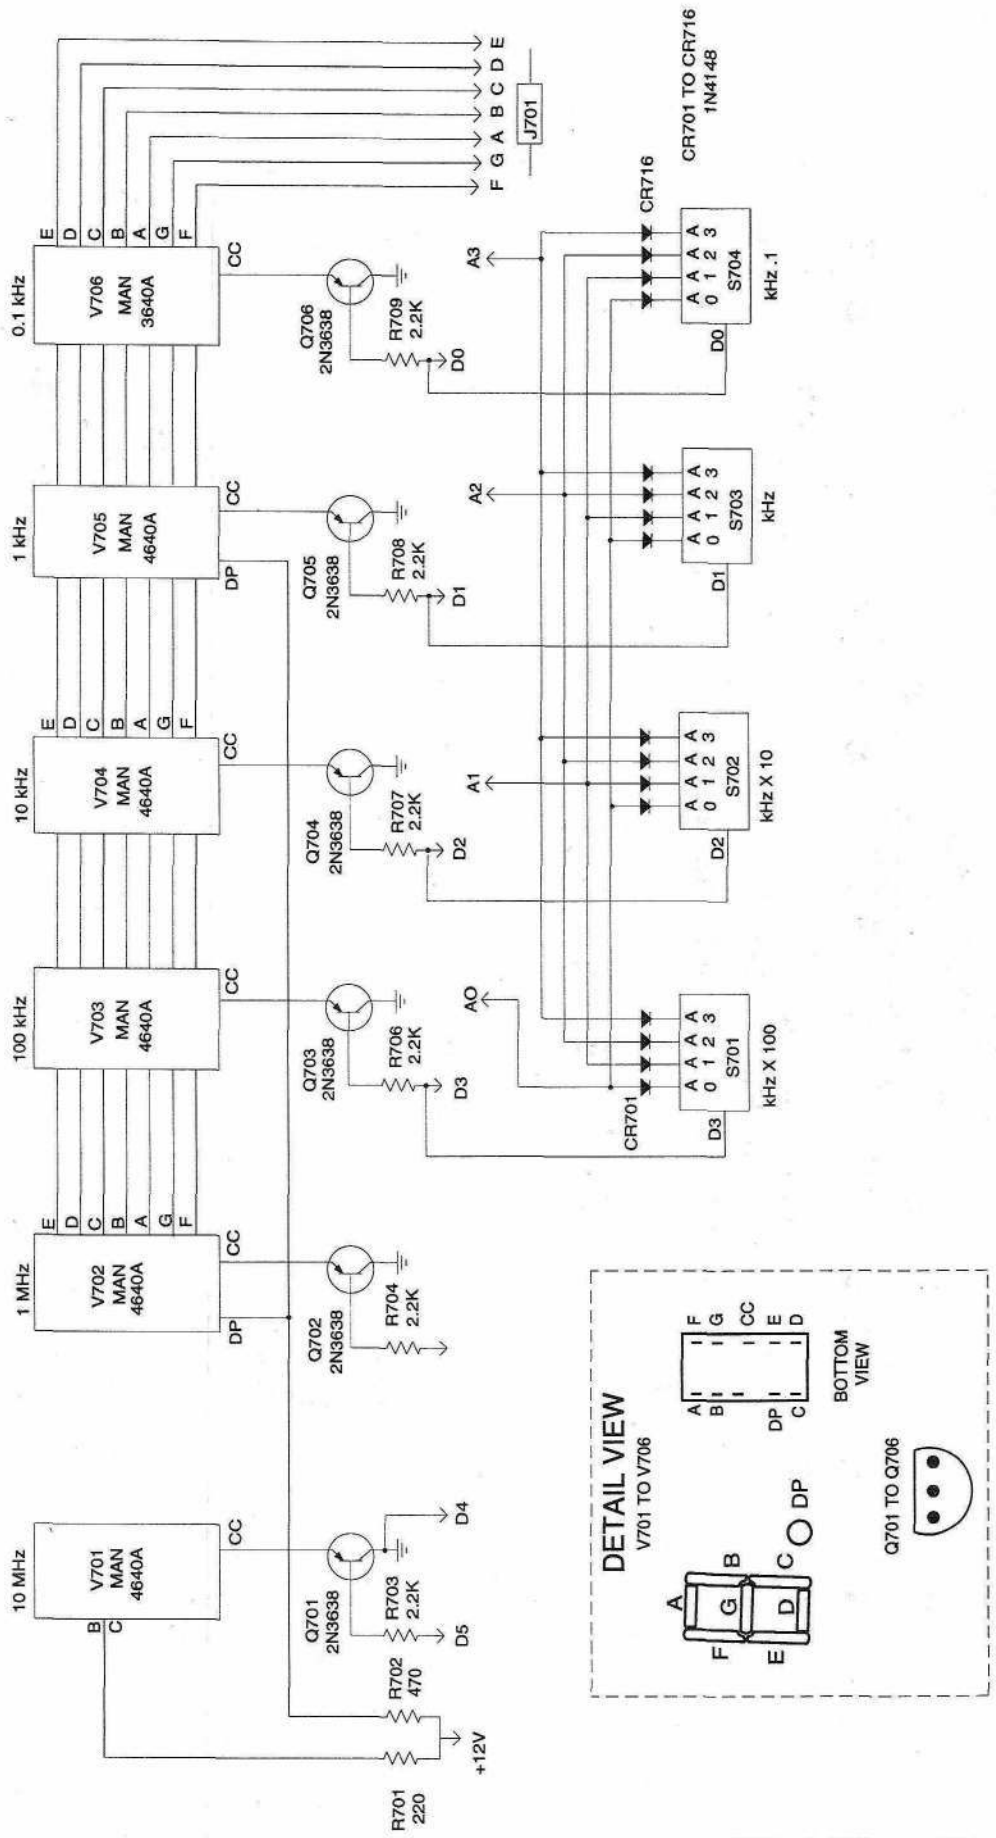 10 MHz
V701
MAN
4640A
B
C
CC
1 MHz
V702
MAN
4640A
E
D
C
B
A
G
F
DP
CC
100 kHz
V703
MAN
4640A
CC
10 kHz
V704
MAN
4640A
E
D
C
B
A
G
F
CC
1 kHz
V705
MAN
4640A
DP
CC
0.1 kHz
V706
MAN
3640A
E
D
C
B
A
G
F
CC
R701
220
R702
470
+12V
Q701
2N3638
R703
2.2K
D5
D4
Q702
2N3638
R704
2.2K
Q703
2N3638
R706
2.2K
D3
Q704
2N3638
R707
2.2K
D2
Q705
2N3638
R708
2.2K
D1
Q706
2N3638
R709
2.2K
D0
F G A B C D E
J701
AO
A1
A2
A3
CR701
CR716
CR701 TO CR716
1N4148
D3
A A A A
0 1 2 3
S701
kHz X 100
D2
A A A A
0 1 2 3
S702
kHz X 10
D1
A A A A
0 1 2 3
S703
kHz
D0
A A A A
0 1 2 3
S704
kHz .1
DETAIL VIEW
V701 TO V706
A
F
B
G
E
C
D
DP
A
B
DP
C
F
G
CC
E
D
BOTTOM
VIEW
Q701 TO Q706